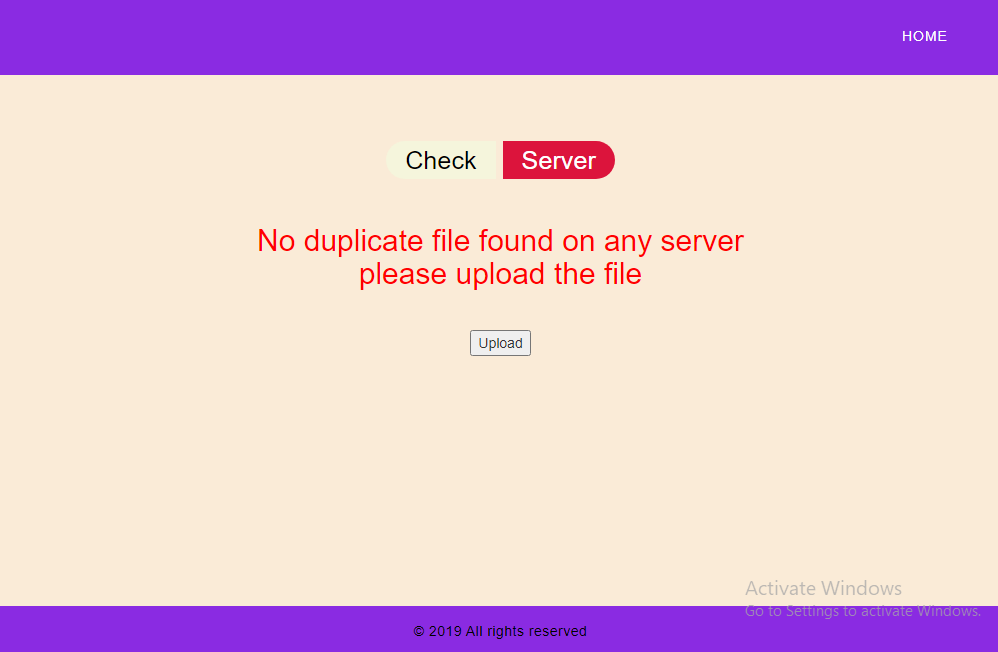 HOME
Check Server
No duplicate file found on any server
please upload the file
Upload
Activate Windows
Go to Settings to activate Windows.
© 2019 All rights reserved